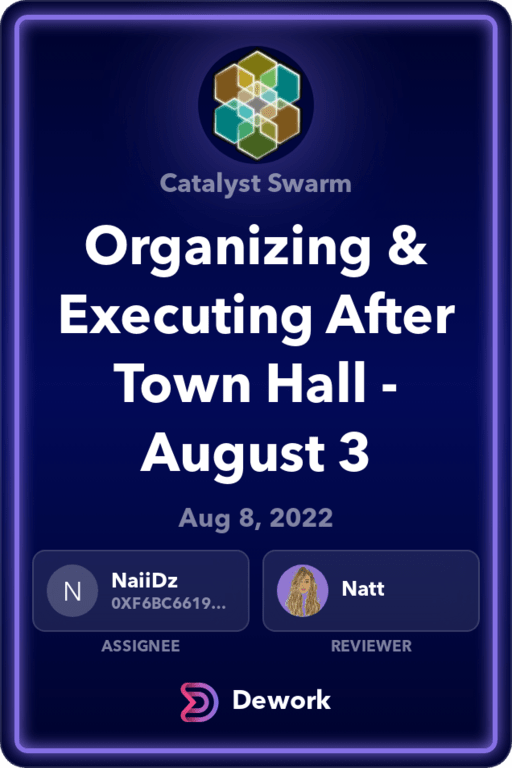 Catalyst Swarm
Organizing &
Executing After
Town Hall -
August 3
Aug 8, 2022
N
NaiiDz
0XF6BC6619...
Natt
ASSIGNEE
REVIEWER
Dework